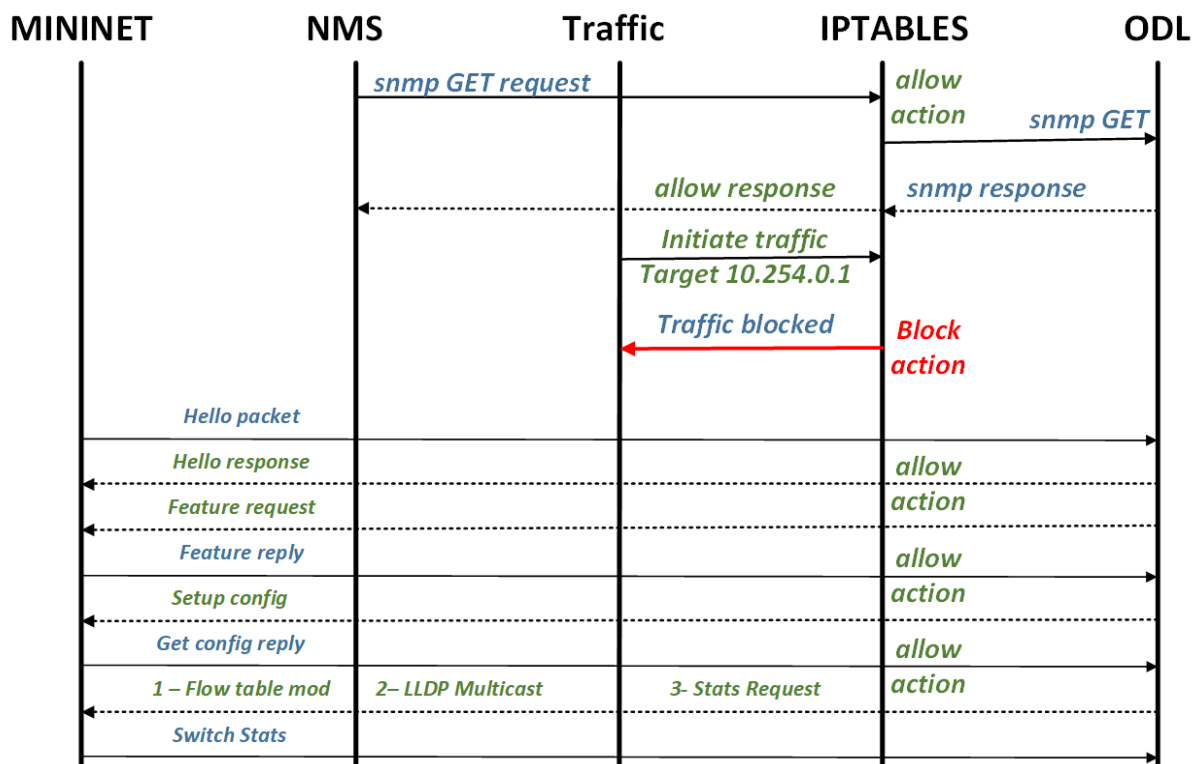 MININET NMS Traffic IPTABLES ODL
snmp GET request
allow
action
snmp GET
allow response
snmp response
Initiate traffic
Target 10.254.0.1
Traffic blocked
Block
action
Hello packet
Hello response
allow
action
Feature request
Feature reply
allow
action
Setup config
Get config reply
allow
action
1 – Flow table mod 2– LLDP Multicast 3- Stats Request
Switch Stats